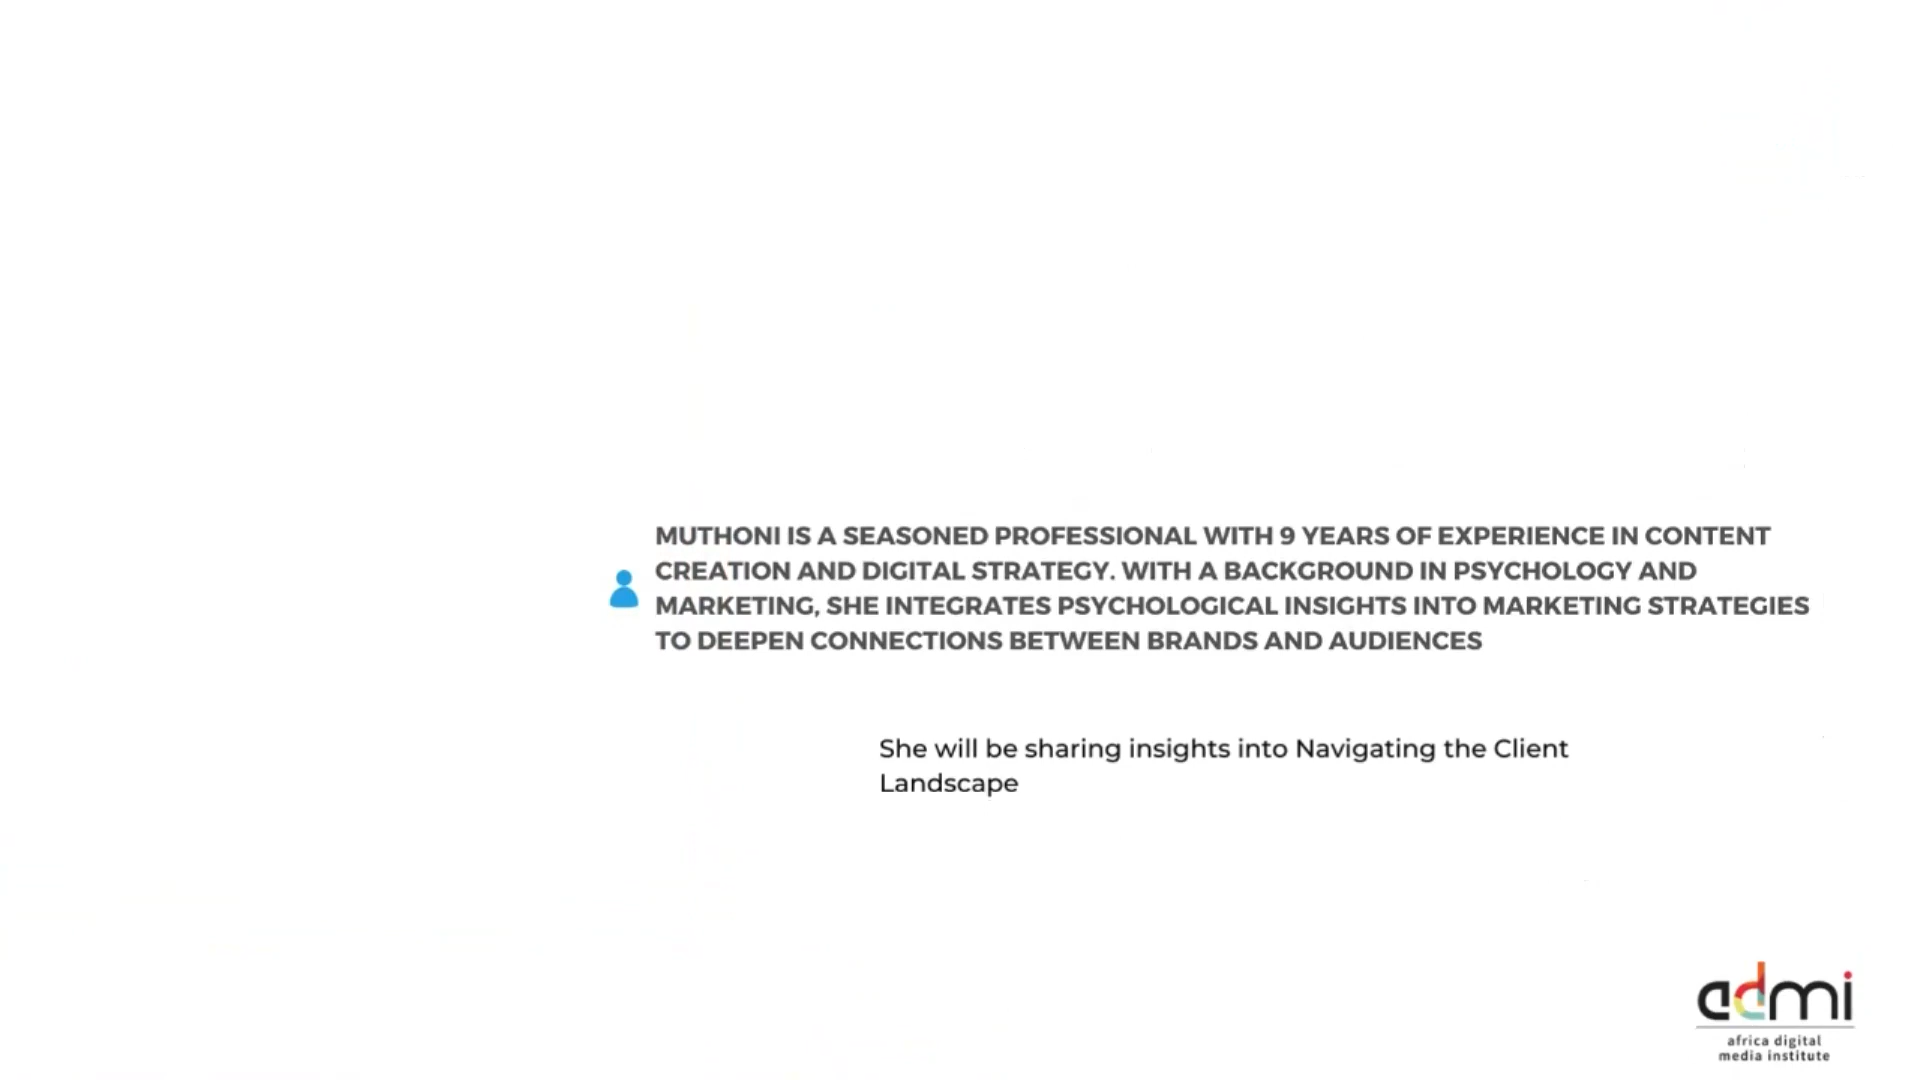 MUTHONI IS A SEASONED PROFESSIONAL WITH 9 YEARS OF EXPERIENCE IN CONTENT
CREATION AND DIGITAL STRATEGY. WITH A BACKGROUND IN PSYCHOLOGY AND
MARKETING, SHE INTEGRATES PSYCHOLOGICAL INSIGHTS INTO MARKETING STRATEGIES
TO DEEPEN CONNECTIONS BETWEEN BRANDS AND AUDIENCES
She will be sharing insights into Navigating the Client
Landscape
admi
africa digital
media institute